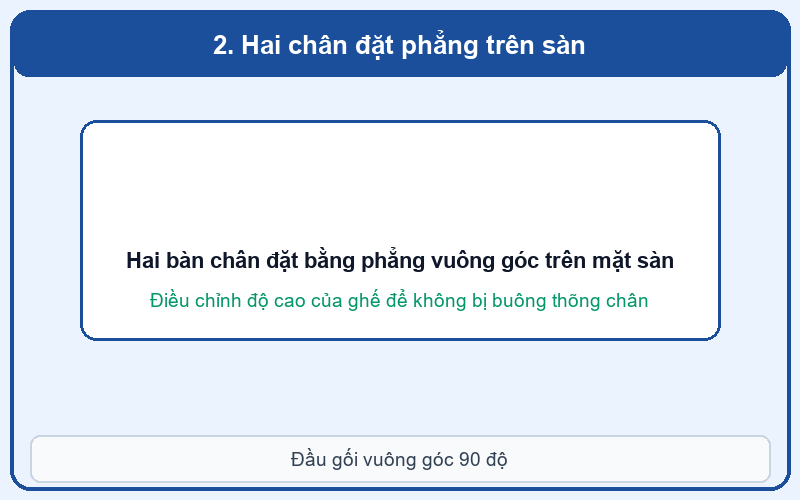 2. Hai chân đặt phẳng trên sàn
Hai bàn chân đặt bằng phẳng vuông góc trên mặt sàn
Điều chỉnh độ cao của ghế để không bị buông thõng chân
Đầu gối vuông góc 90 độ